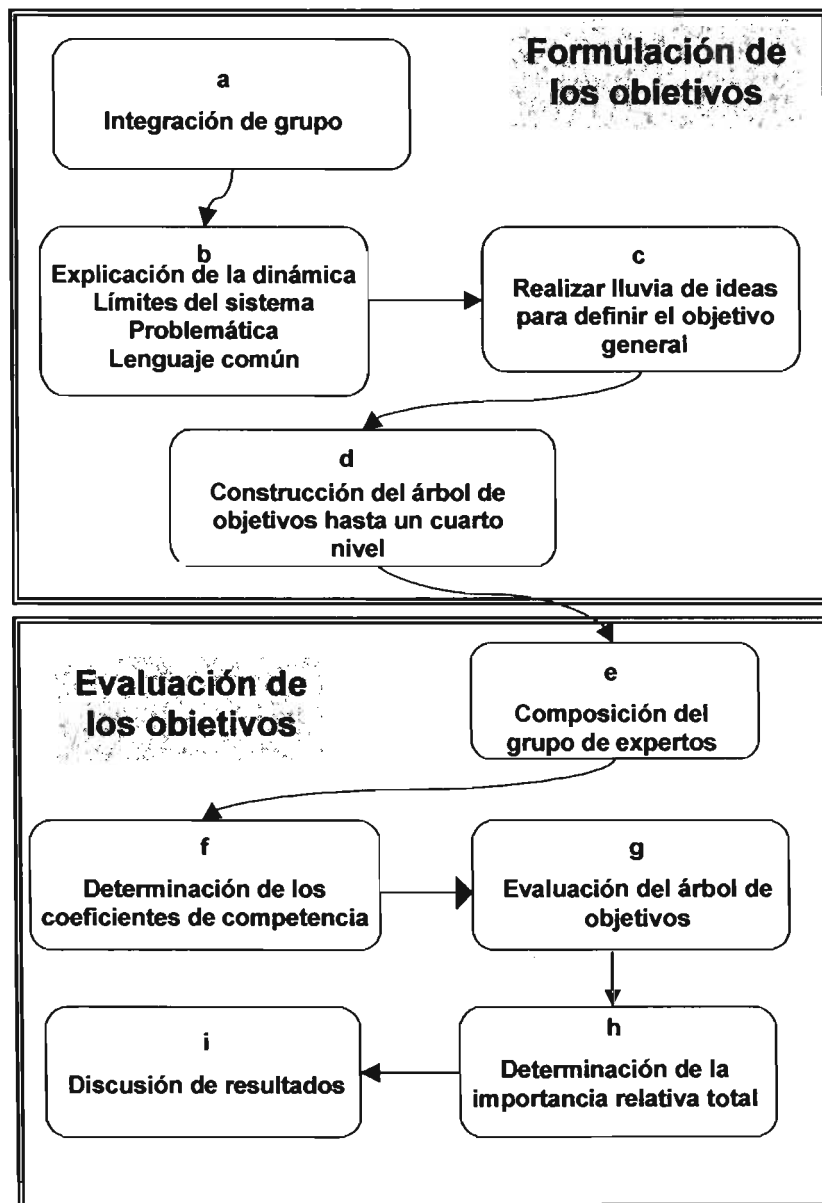 Formulación de
los obietivos
a
Integración de grupo
b
Explicación de la dinámica
Límites del sistema
Problemática
Lenguaje común
c
Realizar lluvia de ideas
para definir el objetivo
general
d
Construcción del árbol de
objetivos hasta un cuarto
nivel
Evaluación de
los obietivos
e
Composición del
grupo de expertos
f
Determinación de los
coeficientes de competencia
g
Evaluación del árbol de
objetivos
h
Determinación de la
importancia relativa total
i
Discusión de resultados